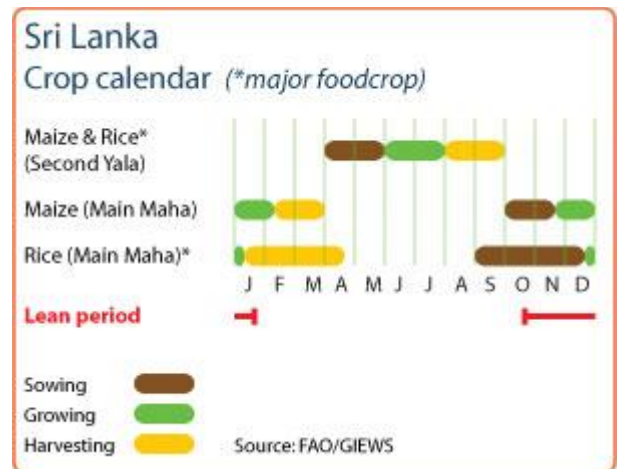 Sri Lanka
Crop calendar (*major foodcrop)
Maize & Rice*
(Second Yala)
Maize (Main Maha)
Rice (Main Maha)*
J F M A M J J A S O N D
Lean period
Sowing
Growing
Harvesting
Source: FAO/GIEWS